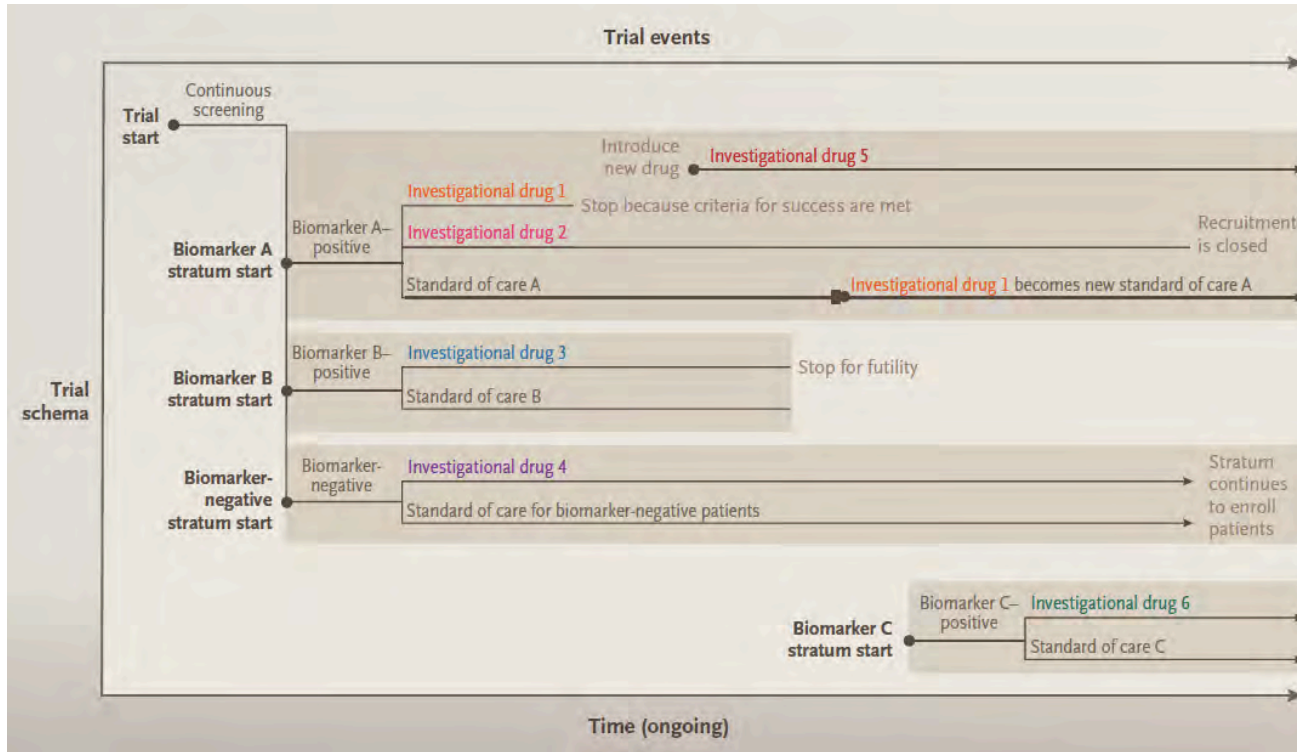 Trial events
Continuous
screening
Trial
start
Introduce
new drug
Investigational drug 5
Investigational drug 1
Stop because criteria for success are met
Biomarker A–
positive
Investigational drug 2
Recruitment
is closed
Biomarker A
stratum start
Standard of care A
Investigational drug 1 becomes new standard of care A
Biomarker B–
positive
Investigational drug 3
Stop for futility
Biomarker B
stratum start
Standard of care B
Trial
schema
Biomarker-
negative
Investigational drug 4
Stratum
continues
to enroll
patients
Biomarker-
negative
stratum start
Standard of care for biomarker-negative patients
Biomarker C–
positive
Investigational drug 6
Biomarker C
stratum start
Standard of care C
Time (ongoing)